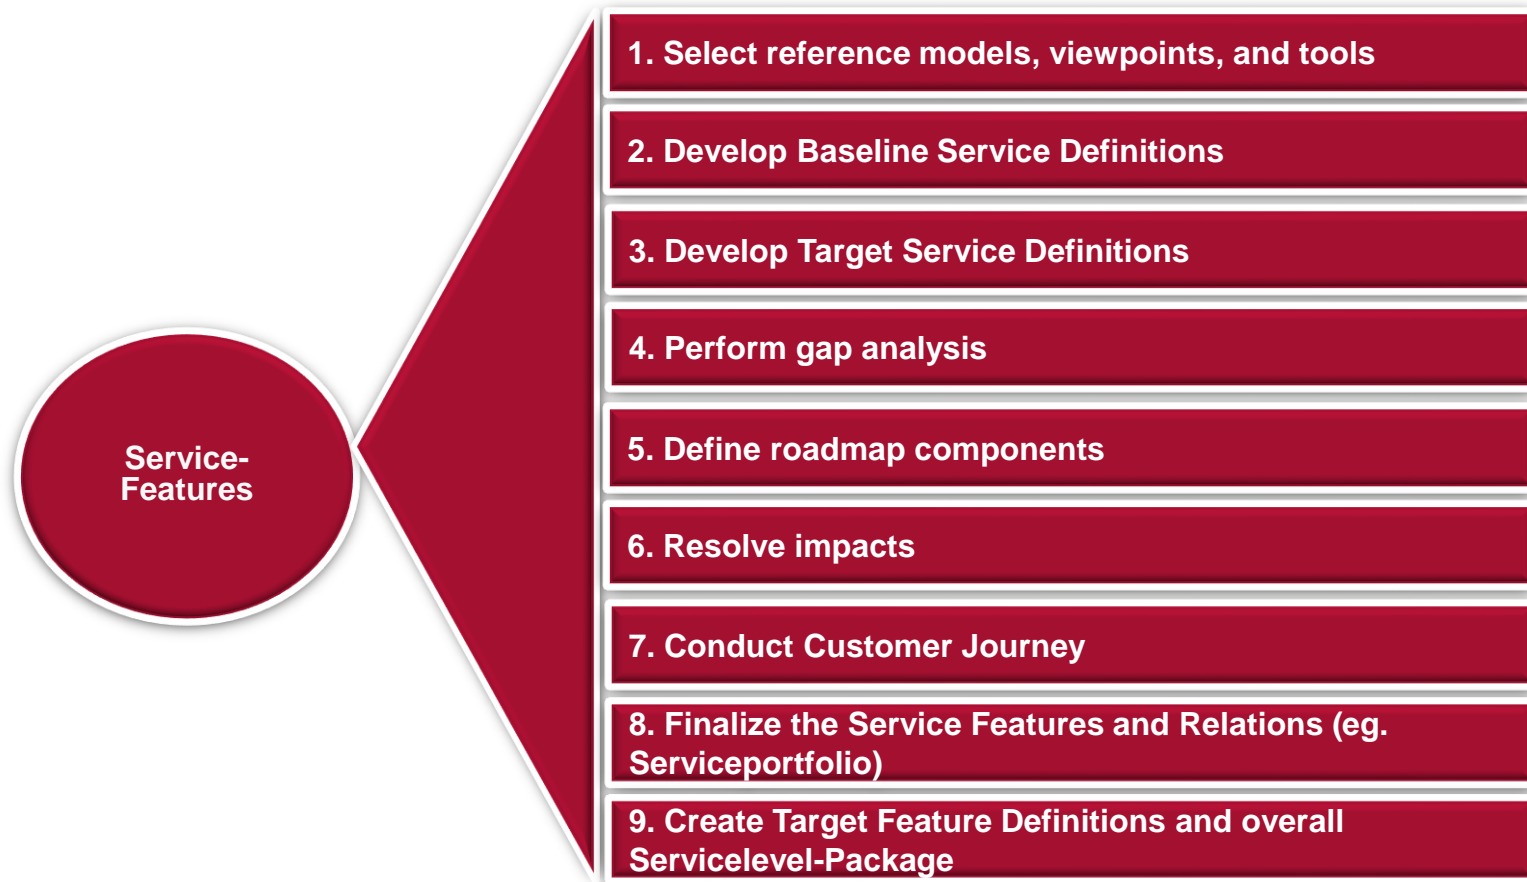 Service-
Features
1. Select reference models, viewpoints, and tools
2. Develop Baseline Service Definitions
3. Develop Target Service Definitions
4. Perform gap analysis
5. Define roadmap components
6. Resolve impacts
7. Conduct Customer Journey
8. Finalize the Service Features and Relations (eg.
Serviceportfolio)
9. Create Target Feature Definitions and overall
Servicelevel-Package